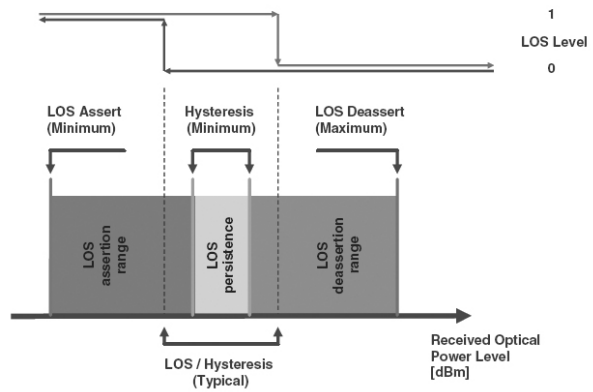 1
LOS Level
0
LOS Assert
(Minimum)
Hysteresis
(Minimum)
LOS Deassert
(Maximum)
LOS
assertion
range
LOS
persistence
LOS
deassertion
range
LOS / Hysteresis
(Typical)
Received Optical
Power Level
[dBm]